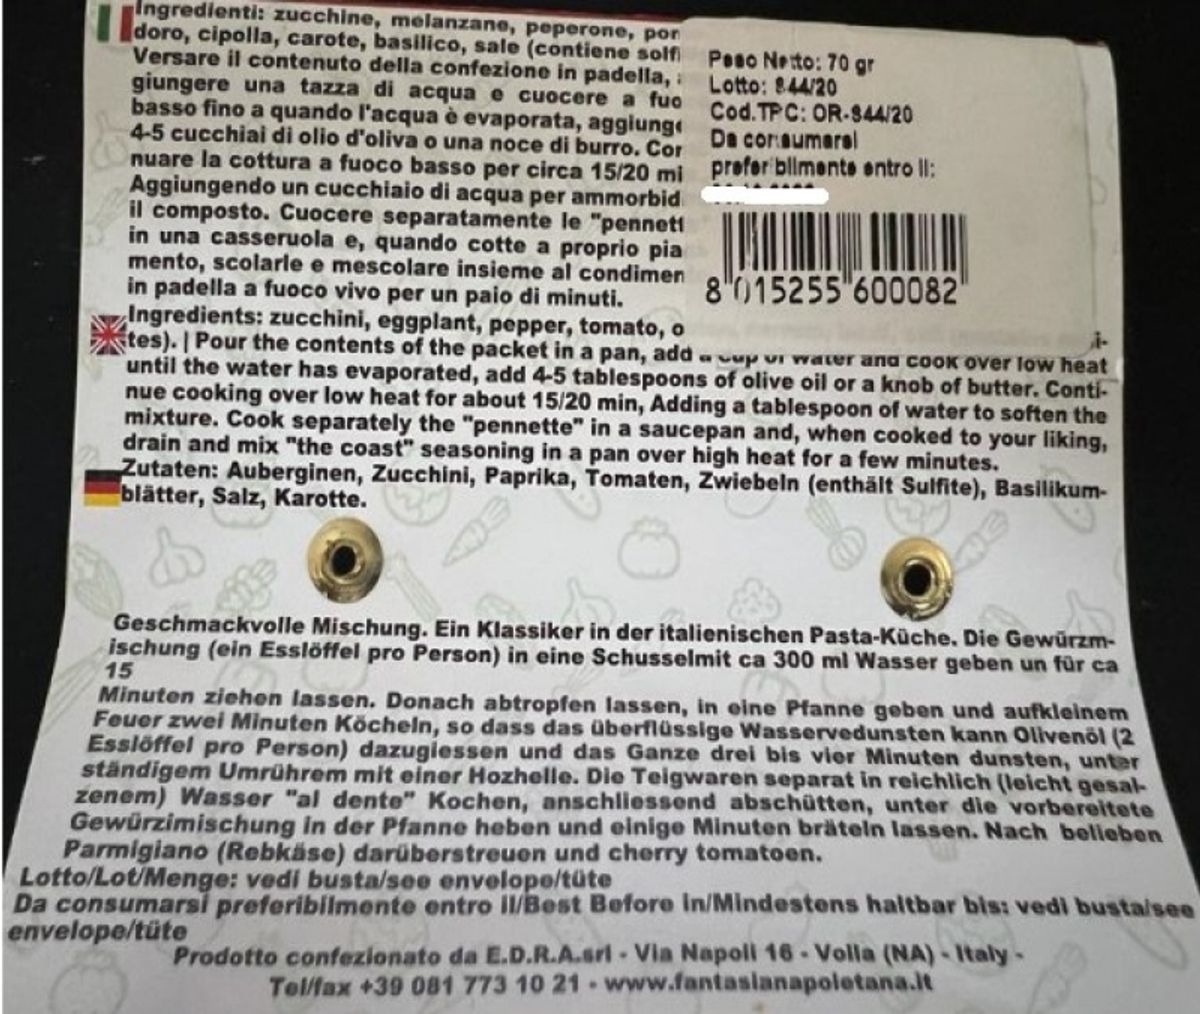 Ingredienti: zucchine, melanzane, peperone, pom
doro, cipolla, carote, basilico, sale (contiene solfi
Versare il contenuto della confezione in padella,
giungere una tazza di acqua e cuocere a fuo
basso fino a quando l'acqua è evaporata, aggiunge
4-5 cucchiai di olio d'oliva o una noce di burro. Con
nuare la cottura a fuoco basso per circa 15/20 mi
Aggiungendo un cucchiaio di acqua per ammorbid
il composto. Cuocere separatamente le "pennett
in una casseruola e, quando cotte a proprio pia
mento, scolarle e mescolare insieme al condimen
in padella a fuoco vivo per un paio di minuti.
Peso Netto: 70 gr
Lotto: 844/20
Cod.TPC: OR-844/20
Da consumarsi
preferibilmente entro il:
8 015255 600082
Ingredients: zucchini, eggplant, pepper, tomato, o
i-
tes). | Pour the contents of the packet in a pan, add a cup of water and cook over low heat
until the water has evaporated, add 4-5 tablespoons of olive oil or a knob of butter. Conti-
nue cooking over low heat for about 15/20 min, Adding a tablespoon of water to soften the
mixture. Cook separately the "pennette" in a saucepan and, when cooked to your liking,
drain and mix "the coast" seasoning in a pan over high heat for a few minutes.
Zutaten: Auberginen, Zucchini, Paprika, Tomaten, Zwiebeln (enthält Sulfite), Basilikum-
blätter, Salz, Karotte.
Geschmackvolle Mischung. Ein Klassiker in der italienischen Pasta-Küche. Die Gewürzm-
ischung (ein Esslöffel pro Person) in eine Schusselmit ca 300 ml Wasser geben un für ca
15
Minuten ziehen lassen. Donach abtropfen lassen, in eine Pfanne geben und aufkleinem
Feuer zwei Minuten Köcheln, so dass das überflüssige Wasservedunsten kann Olivenöl (2
Esslöffel pro Person) dazugiessen und das Ganze drei bis vier Minuten dunsten, unter
ständigem Umrührem mit einer Hozhelle. Die Teigwaren separat in reichlich (leicht gesal-
zenem) Wasser "al dente" Kochen, anschliessend abschütten, unter die vorbereitete
Gewürzimischung in der Pfanne heben und einige Minuten bräteln lassen. Nach belieben
Parmigiano (Rebkäse) darüberstreuen und cherry tomatoen.
Lotto/Lot/Menge: vedi busta/see envelope/tüte
Da consumarsi preferibilmente entro il/Best Before in/Mindestens haltbar bis: vedi busta/see
envelope/tüte
Prodotto confezionato da E.D.R.A.srl - Via Napoli 16 - Volla (NA) - Italy -
Tel/fax +39 081 773 10 21 - www.fantasianapoletana.it